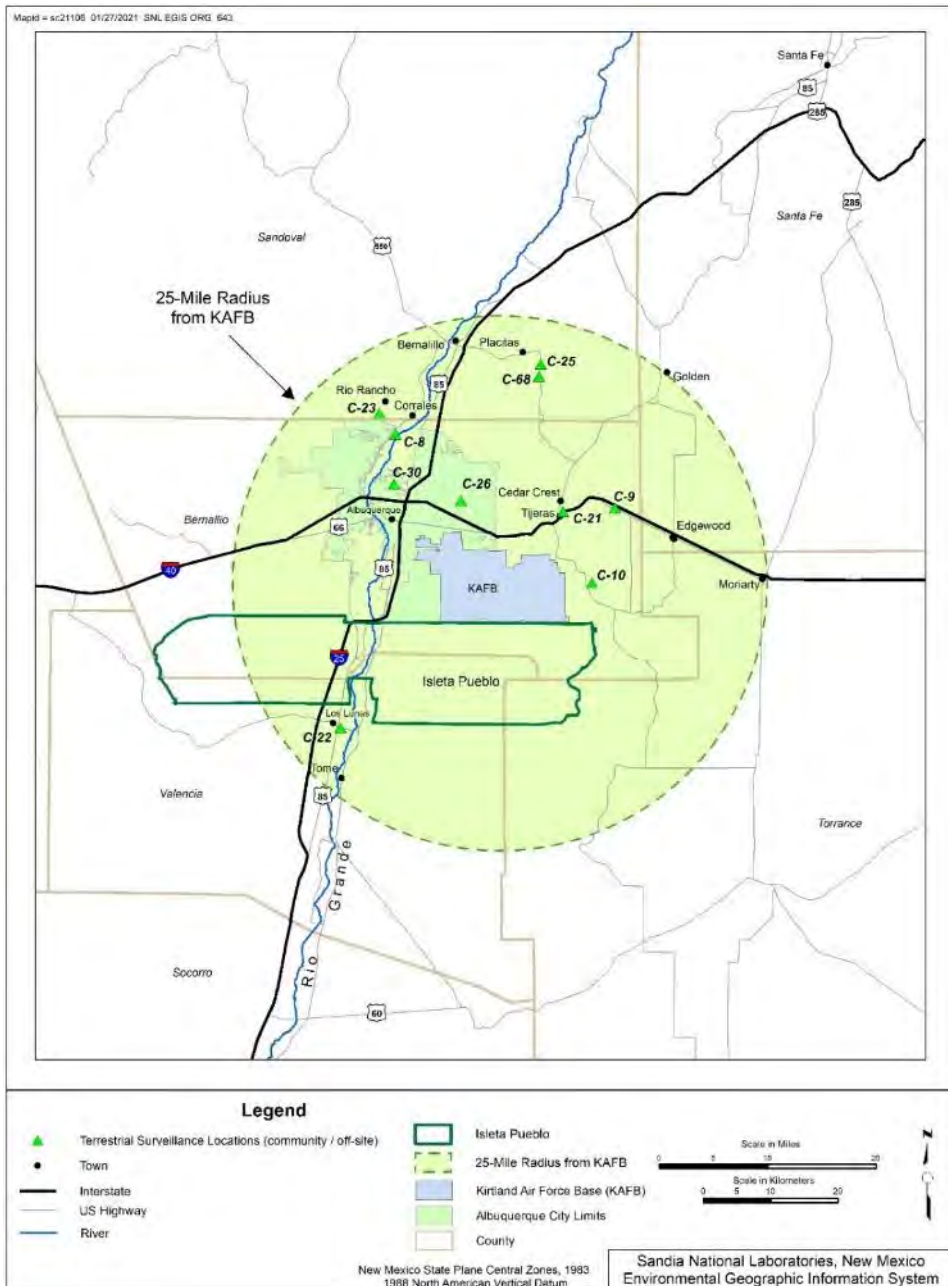 Mapid = sc21106 01/27/2021 SNL EGIS ORG 643
Santa Fe
85
285
285
Santa Fe
Sandoval
550
25-Mile Radius
from KAFB
Bernalillo
Placitas
C-25
C-68
85
Golden
Rio Rancho
C-23
Corrales
C-8
C-30
C-26
Cedar Crest
C-9
Tijeras
C-21
Albuquerque
66
Edgewood
Bernallio
85
40
KAFB
C-10
Moriarty
25
Isleta Pueblo
Los Lunas
C-22
Tome
85
Valencia
Torrance
Rio Grande
Socorro
60
Legend
Terrestrial Surveillance Locations (community / off-site)
Town
Interstate
US Highway
River
Isleta Pueblo
25-Mile Radius from KAFB
Kirtland Air Force Base (KAFB)
Albuquerque City Limits
County
Scale in Miles
0 5 10 20
Scale in Kilometers
0 5 10 20
N
New Mexico State Plane Central Zones, 1983
1988 North American Vertical Datum
Sandia National Laboratories, New Mexico
Environmental Geographic Information System